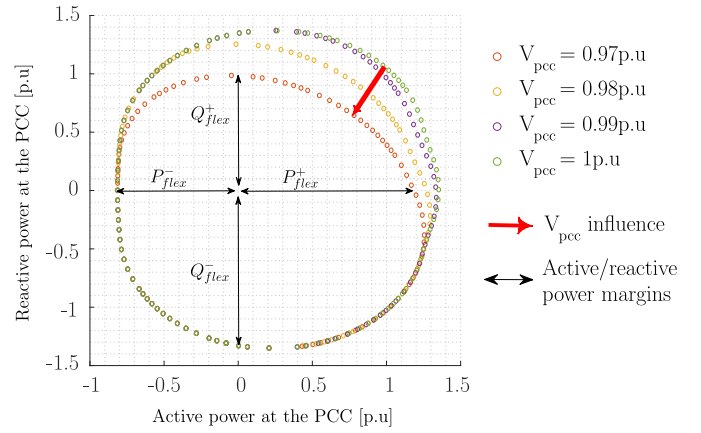 1.5
1
0.5
0
-0.5
-1
-1.5
-1
-0.5
0
0.5
1
1.5
Reactive power at the PCC [p.u]
Active power at the PCC [p.u]
Q⁺flex
P⁻flex
P⁺flex
Q⁻flex
Vpcc = 0.97p.u
Vpcc = 0.98p.u
Vpcc = 0.99p.u
Vpcc = 1p.u
Vpcc influence
Active/reactive
power margins